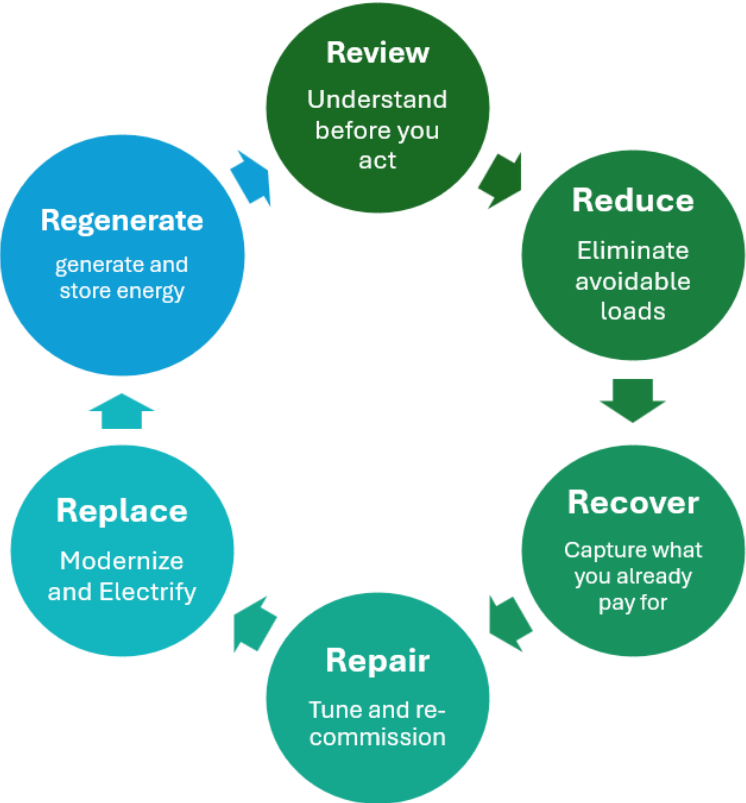 Review
Understand
before you
act
Reduce
Eliminate
avoidable
loads
Recover
Capture what
you already
pay for
Repair
Tune and re-
commission
Replace
Modernize
and Electrify
Regenerate
generate and
store energy